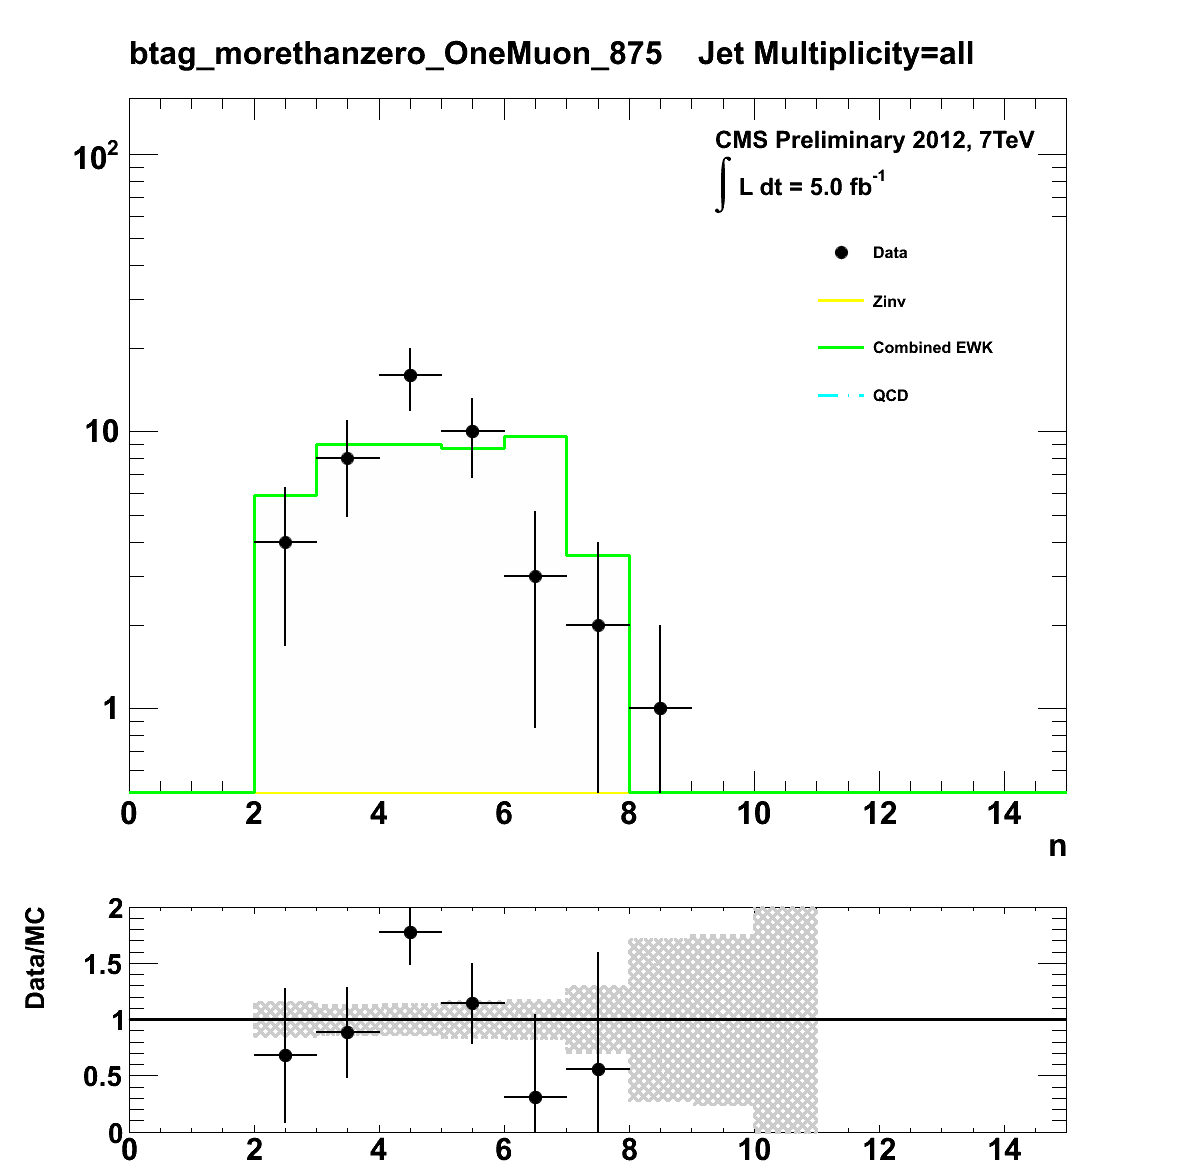 btag_morethanzero_OneMuon_875 Jet Multiplicity=all
CMS Preliminary 2012, 7TeV
∫ L dt = 5.0 fb⁻¹
Data
Zinv
Combined EWK
QCD
10²
10
1
0 2 4 6 8 10 12 14
n
Data/MC
2
1.5
1
0.5
0
0 2 4 6 8 10 12 14